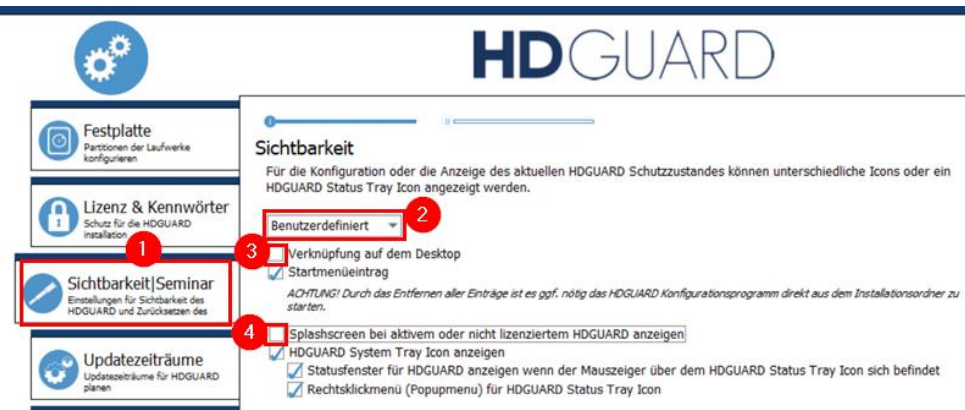 HDGUARD
Festplatte
Partitionen der Laufwerke
konfigurieren
Lizenz & Kennwörter
Schutz für die HDGUARD
Installation
1
Sichtbarkeit|Seminar
Einstellungen für Sichtbarkeit des
HDGUARD und Zurücksetzen des
Updatezeiträume
Updatezeiträume für HDGUARD
planen
I
II
Sichtbarkeit
Für die Konfiguration oder die Anzeige des aktuellen HDGUARD Schutzzustandes können unterschiedliche Icons oder ein
HDGUARD Status Tray Icon angezeigt werden.
Benutzerdefiniert
2
3
Verknüpfung auf dem Desktop
Startmenüeintrag
ACHTUNG! Durch das Entfernen aller Einträge ist es ggf. nötig das HDGUARD Konfigurationsprogramm direkt aus dem Installationsordner zu
starten.
4
Splashscreen bei aktivem oder nicht lizenziertem HDGUARD anzeigen
HDGUARD System Tray Icon anzeigen
Statusfenster für HDGUARD anzeigen wenn der Mauszeiger über dem HDGUARD Status Tray Icon sich befindet
Rechtsklickmenü (Popupmenu) für HDGUARD Status Tray Icon